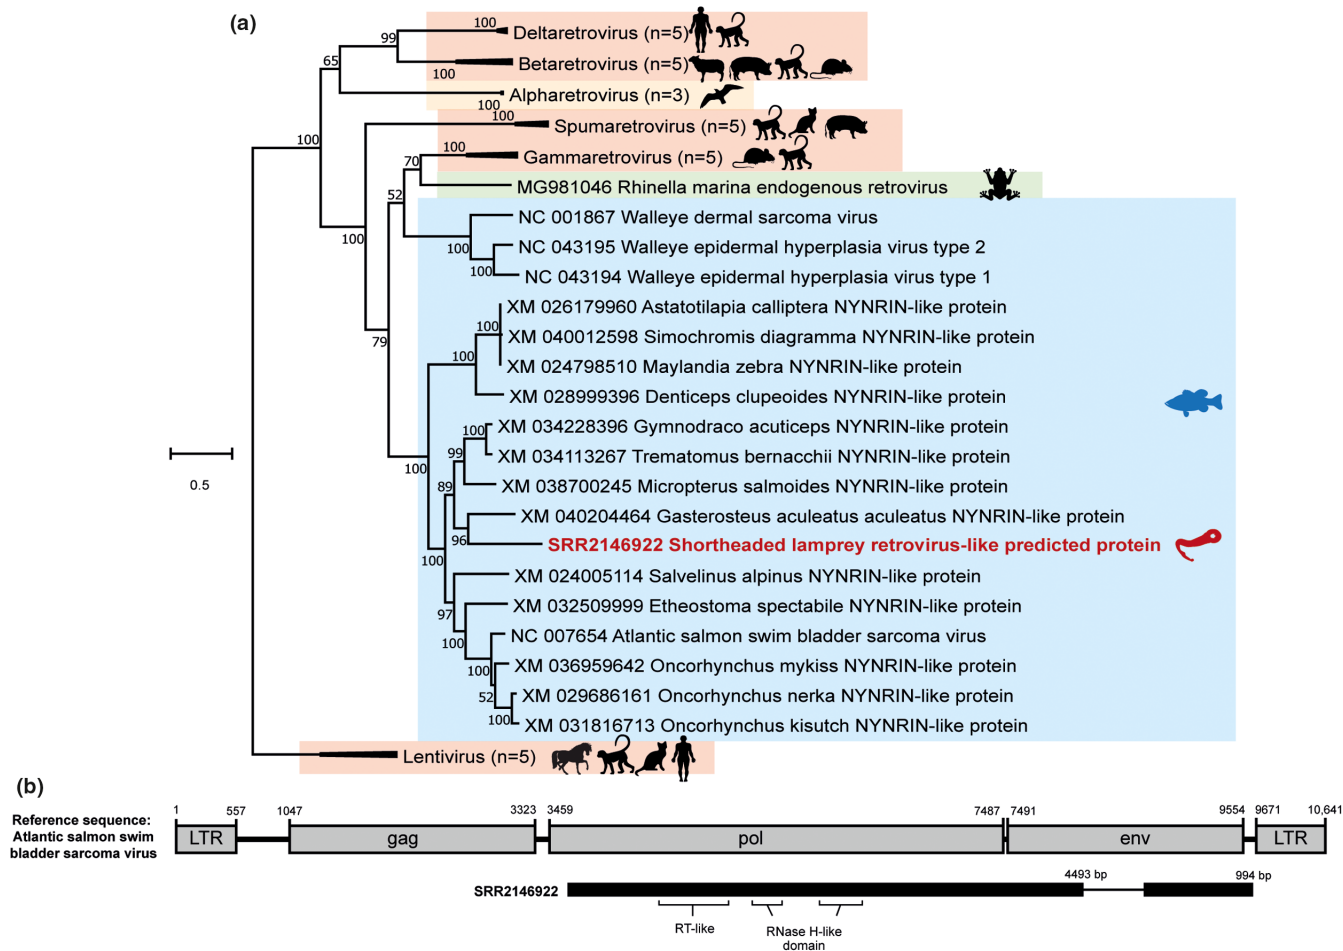 (a)
100
Deltaretrovirus (n=5)
99
65
100
Betaretrovirus (n=5)
Alpharetrovirus (n=3)
100
100
100
Spumaretrovirus (n=5)
100
Gammaretrovirus (n=5)
70
MG981046 Rhinella marina endogenous retrovirus
52
NC 001867 Walleye dermal sarcoma virus
100
100
NC 043195 Walleye epidermal hyperplasia virus type 2
100
NC 043194 Walleye epidermal hyperplasia virus type 1
XM 026179960 Astatotilapia calliptera NYNRIN-like protein
100
XM 040012598 Simochromis diagramma NYNRIN-like protein
79
100
XM 024798510 Maylandia zebra NYNRIN-like protein
XM 028999396 Denticeps clupeoides NYNRIN-like protein
100
XM 034228396 Gymnodraco acuticeps NYNRIN-like protein
99
XM 034113267 Trematomus bernacchii NYNRIN-like protein
100
0.5
89
XM 038700245 Micropterus salmoides NYNRIN-like protein
XM 040204464 Gasterosteus aculeatus aculeatus NYNRIN-like protein
96
SRR2146922 Shortheaded lamprey retrovirus-like predicted protein
100
XM 024005114 Salvelinus alpinus NYNRIN-like protein
97
XM 032509999 Etheostoma spectabile NYNRIN-like protein
100
NC 007654 Atlantic salmon swim bladder sarcoma virus
100
XM 036959642 Oncorhynchus mykiss NYNRIN-like protein
52
XM 029686161 Oncorhynchus nerka NYNRIN-like protein
100
XM 031816713 Oncorhynchus kisutch NYNRIN-like protein
Lentivirus (n=5)
(b)
1 557 1047 3323 3459 7487 7491 9554 9671 10,641
Reference sequence:
Atlantic salmon swim
bladder sarcoma virus
LTR gag pol env LTR
4493 bp 994 bp
SRR2146922
RT-like
RNase H-like
domain